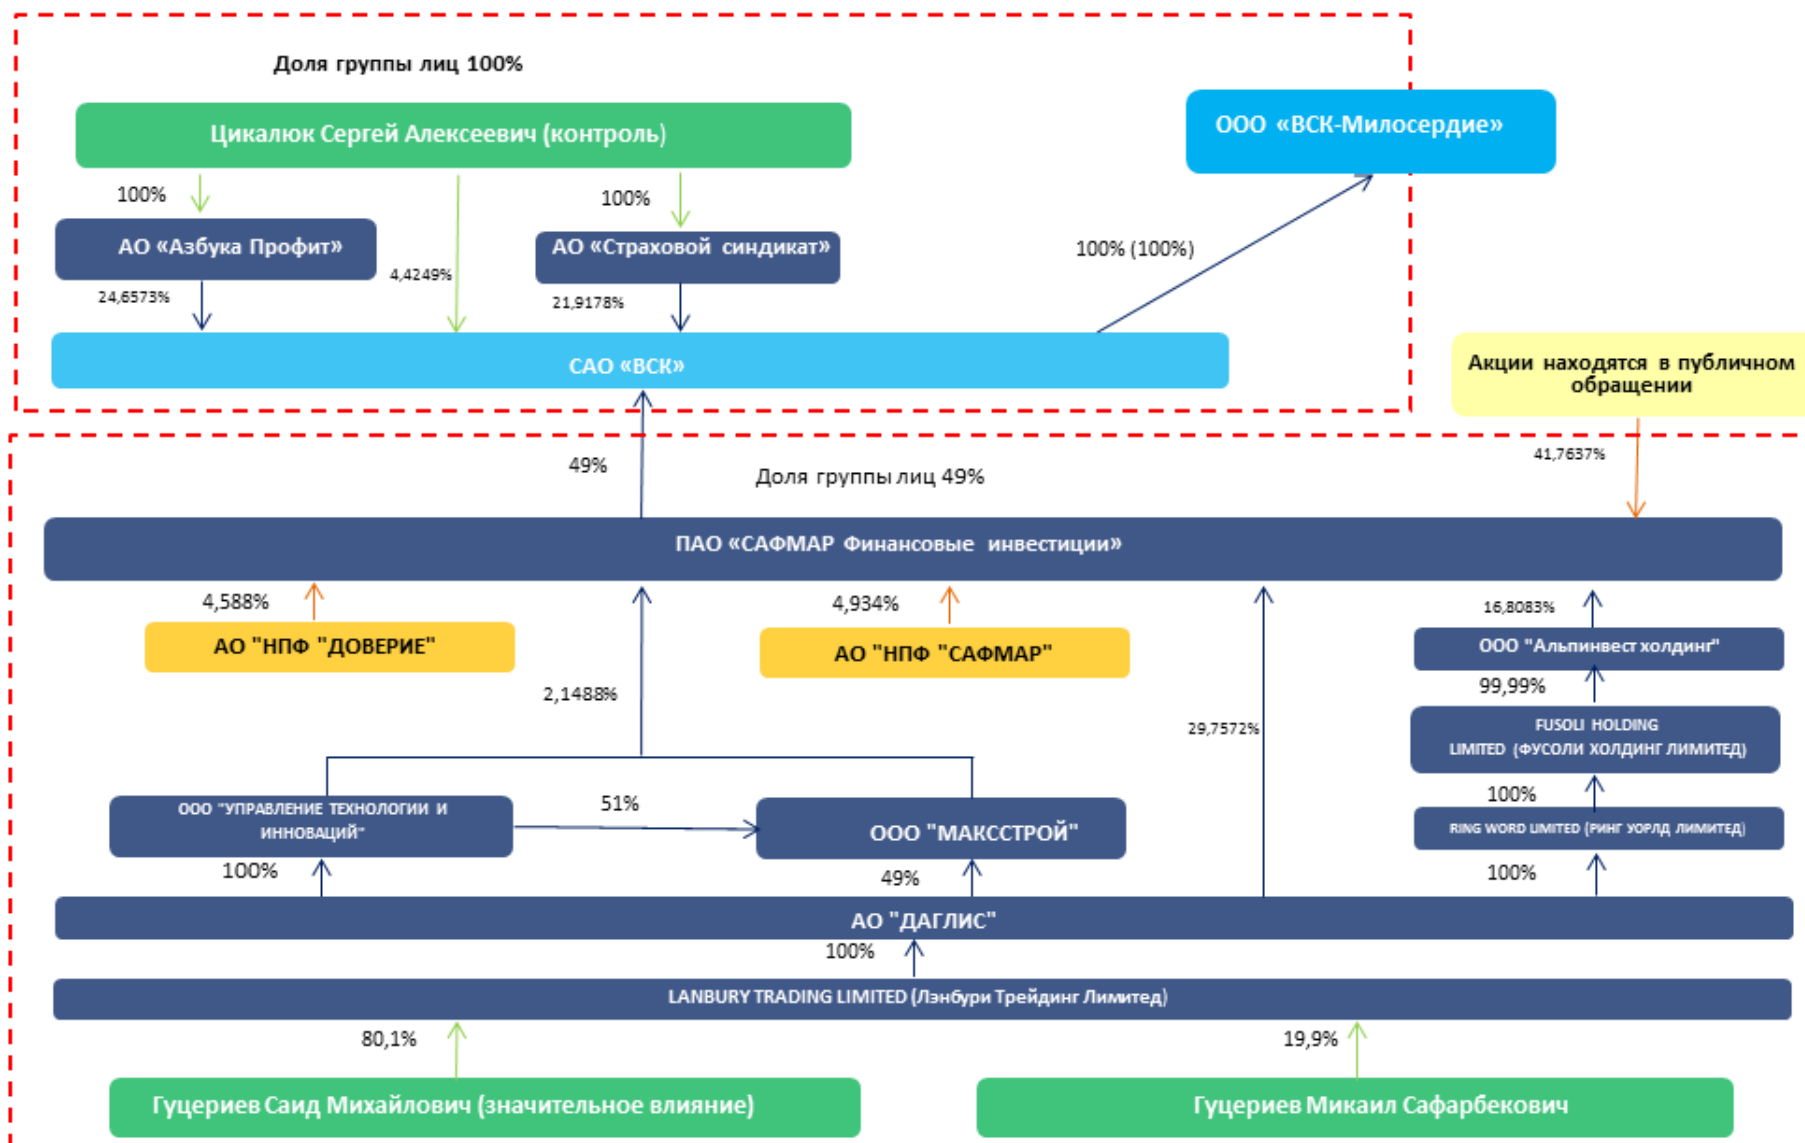 Доля группы лиц 100%
Цикалюк Сергей Алексеевич (контроль)
ООО «ВСК-Милосердие»
100%
100%
АО «Азбука Профит»
АО «Страховой синдикат»
100% (100%)
24,6573%
4,4249%
21,9178%
САО «ВСК»
Акции находятся в публичном
обращении
49%
Доля группы лиц 49%
41,7637%
ПАО «САФМАР Финансовые инвестиции»
4,588%
4,934%
16,8083%
АО "НПФ "ДОВЕРИЕ"
АО "НПФ "САФМАР"
ООО "Альпинвест холдинг"
2,1488%
99,99%
29,7572%
FUSOLI HOLDING
LIMITED (ФУСОЛИ ХОЛДИНГ ЛИМИТЕД)
100%
ООО "УПРАВЛЕНИЕ ТЕХНОЛОГИИ И
ИННОВАЦИЙ"
51%
ООО "МАКССТРОЙ"
RING WORD LIMITED (РИНГ УОРЛД ЛИМИТЕД)
100%
49%
100%
АО "ДАГЛИС"
100%
LANBURY TRADING LIMITED (Лэнбури Трейдинг Лимитед)
80,1%
19,9%
Гуцериев Саид Михайлович (значительное влияние)
Гуцериев Микаил Сафарбекович